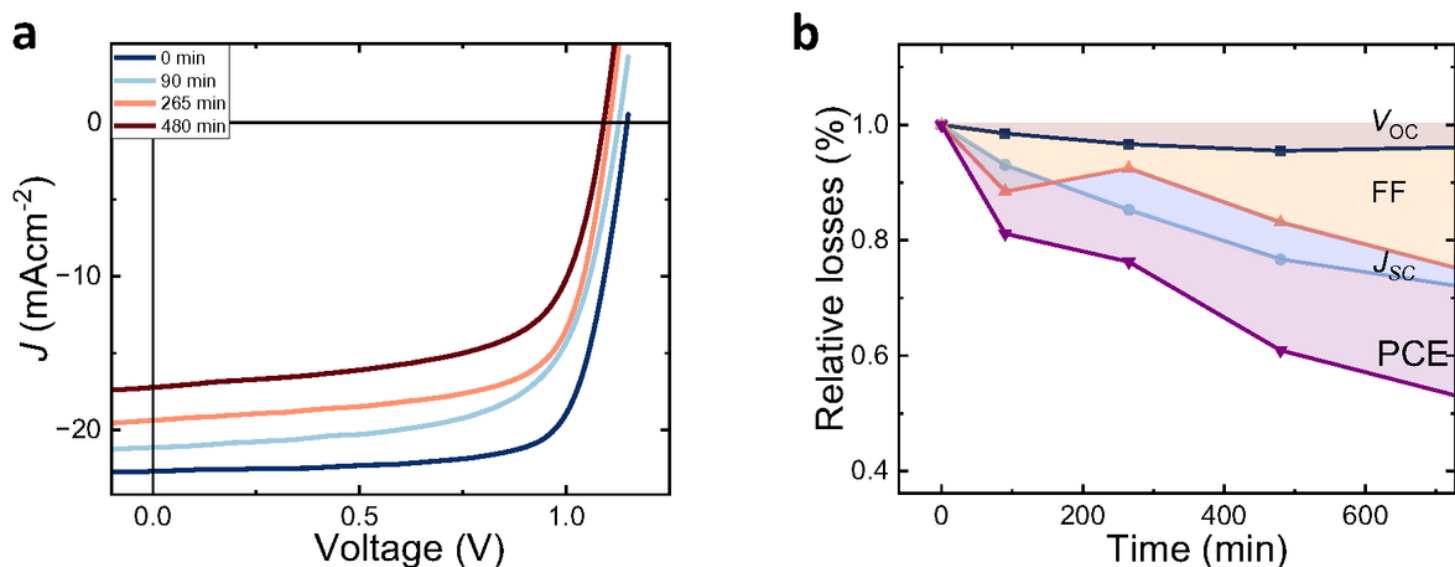 a
0 min
90 min
265 min
480 min
0
−10
−20
J (mAcm⁻²)
0.0 0.5 1.0
Voltage (V)
b
1.0
0.8
0.6
0.4
Relative losses (%)
V_OC
FF
J_SC
PCE
0 200 400 600
Time (min)